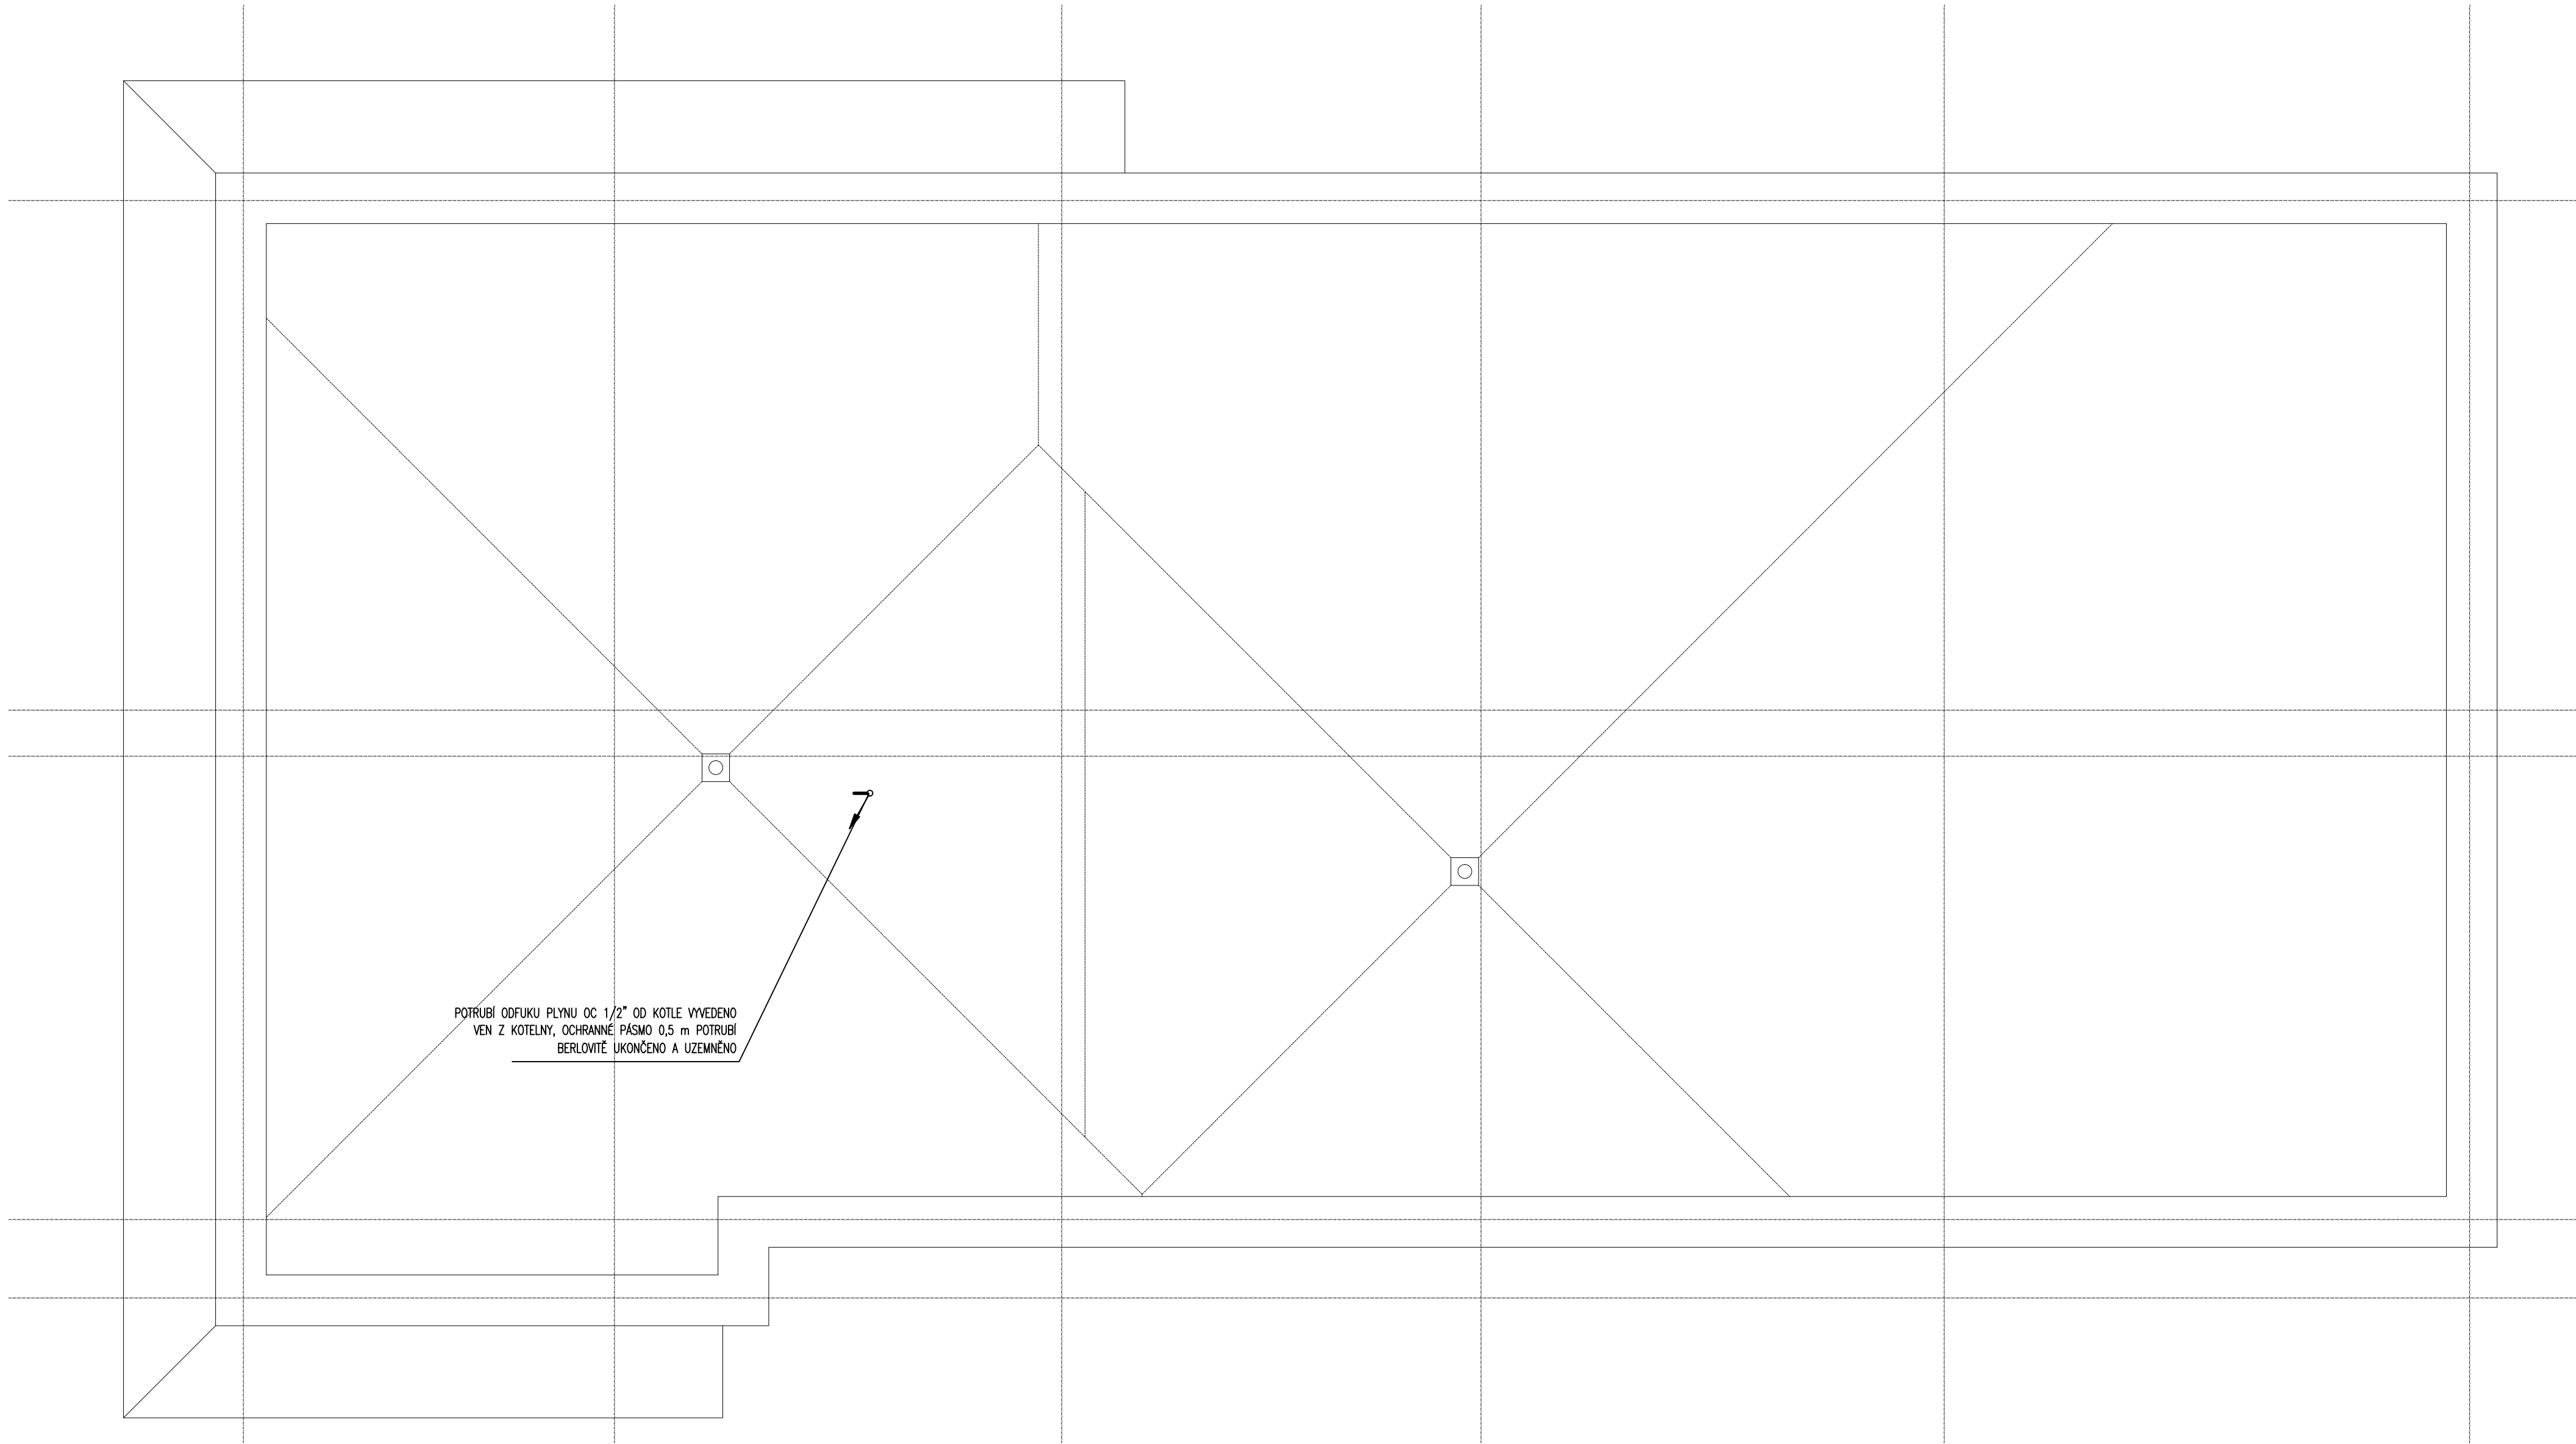 POTRUBÍ ODFUKU PLYNU OC 1/2" OD KOTLE VYVEDENO
VEN Z KOTELNY, OCHRANNÉ PÁSMO 0,5 m POTRUBÍ
BERLOVITĚ UKONČENO A UZEMNĚNO